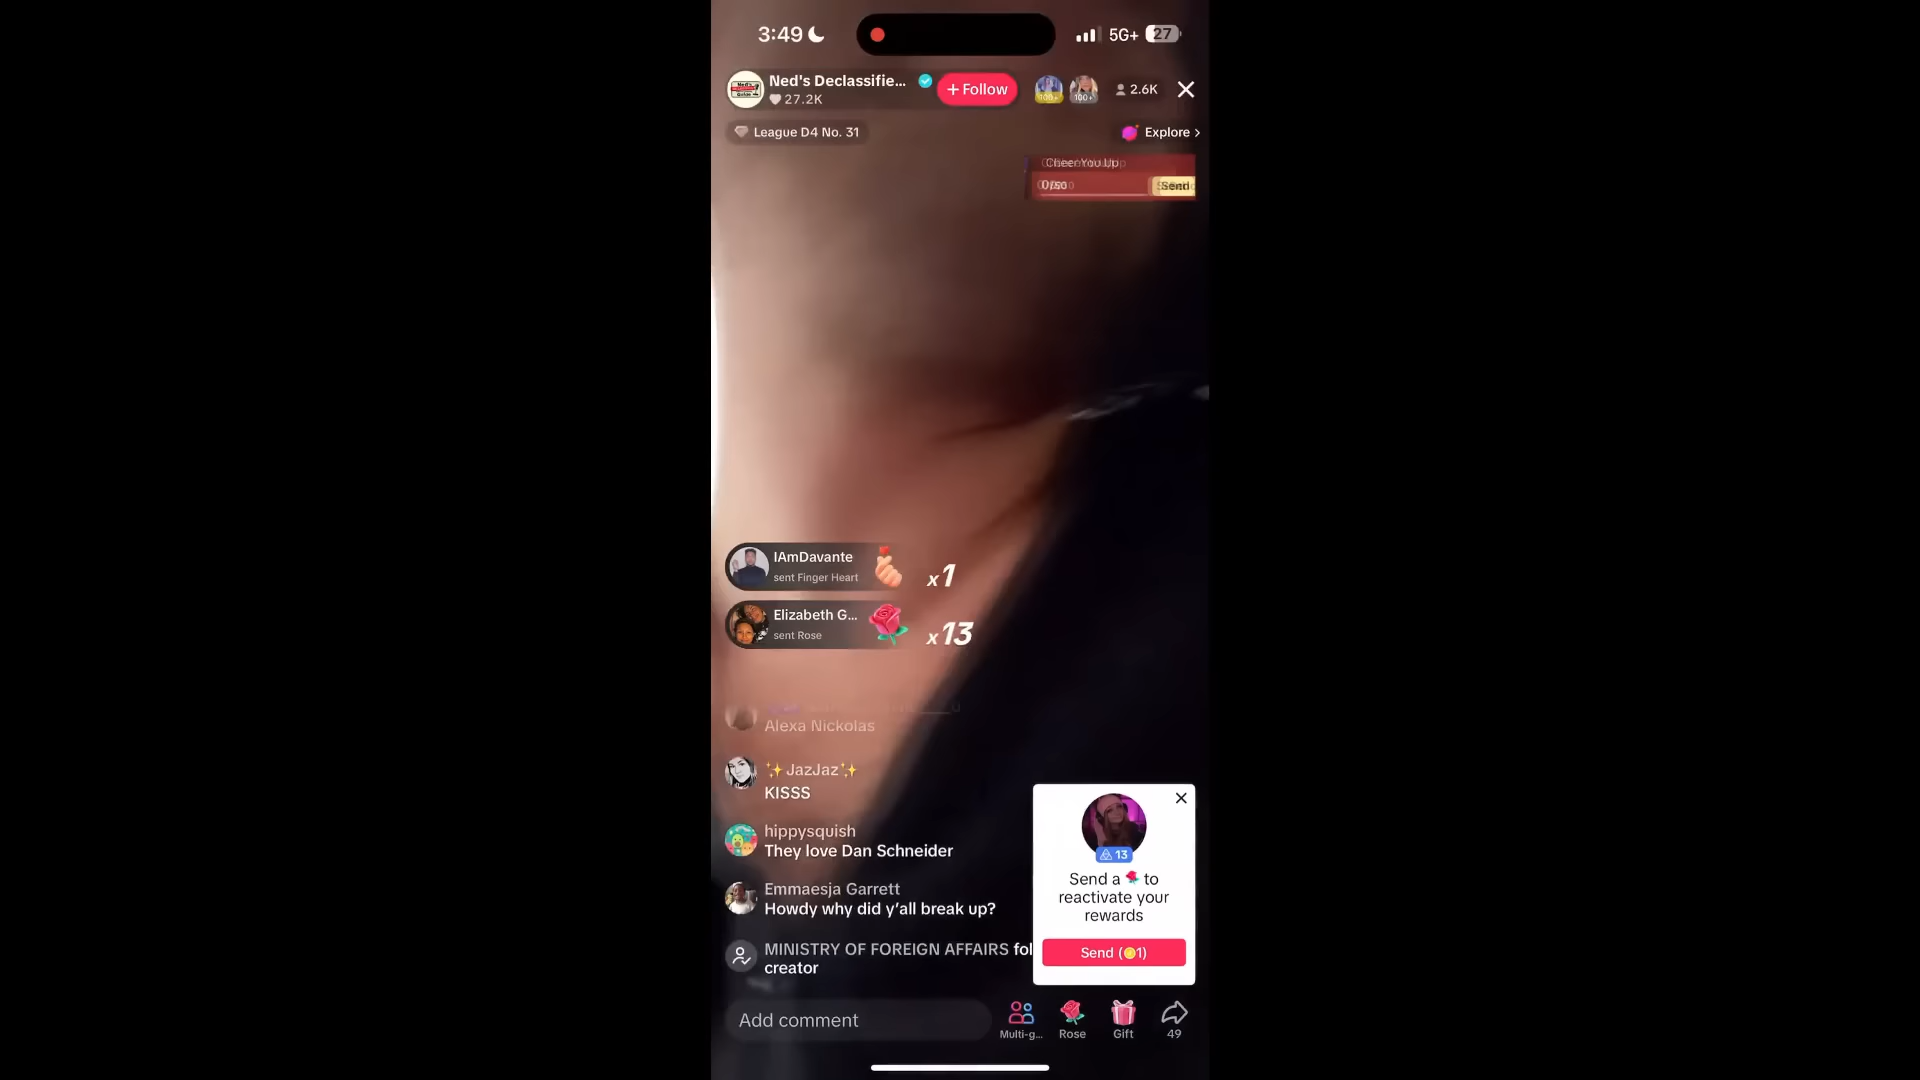 3:49
5G+
27
Ned's Declassifie...
27.2K
+ Follow
100+
100+
2.6K
League D4 No. 31
Explore >
Send
IAmDavante
sent Finger Heart
x1
Elizabeth G...
sent Rose
x13
Alexa Nickolas
✨JazJaz✨
KISSS
hippysquish
They love Dan Schneider
Emmaesja Garrett
Howdy why did y'all break up?
MINISTRY OF FOREIGN AFFAIRS fol
creator
13
Send a 🌹 to
reactivate your
rewards
Send (1)
Add comment
Multi-g...
Rose
Gift
49